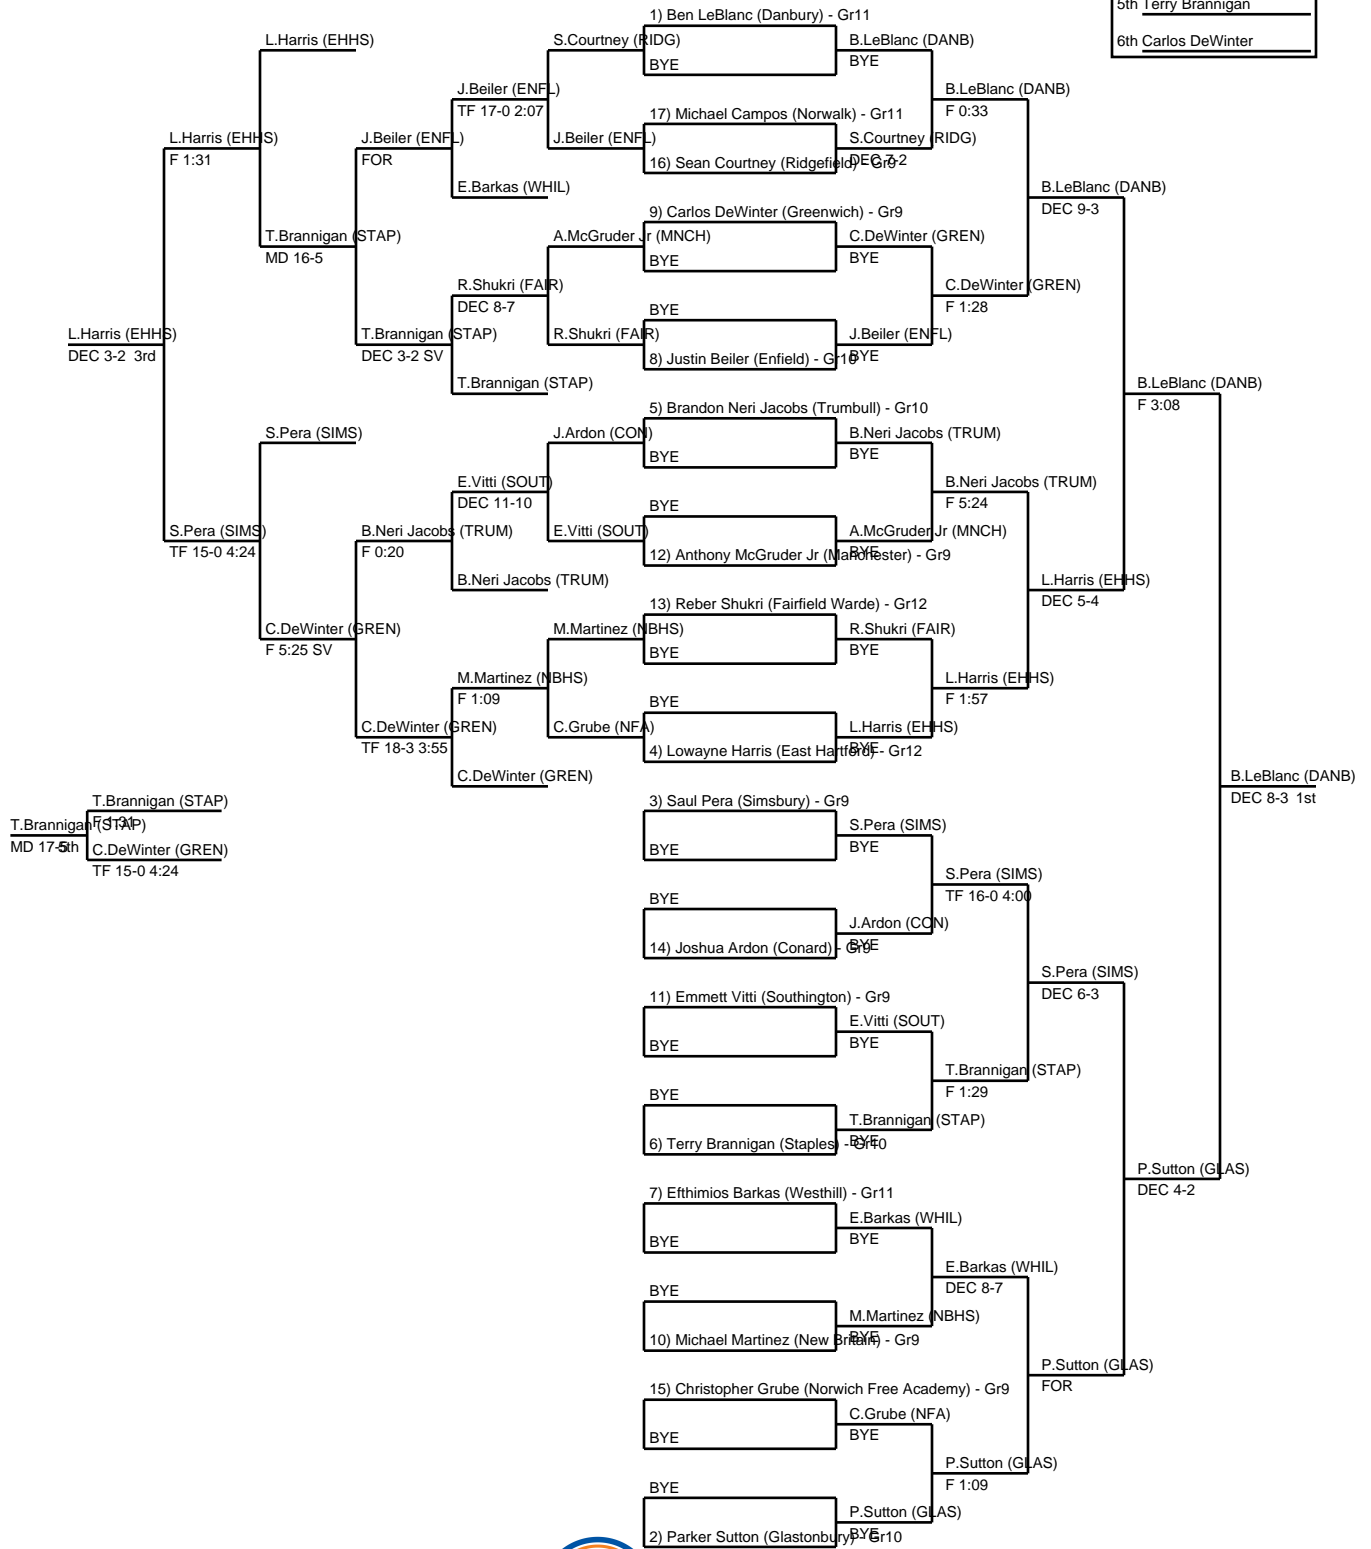 5th Terry Brannigan
6th Carlos DeWinter
L.Harris (EHHS)
J.Beiler (ENFL)
TF 17-0 2:07
S.Courtney (RIDG)
J.Beiler (ENFL)
E.Barkas (WHIL)
L.Harris (EHHS)
F 1:31
J.Beiler (ENFL)
FOR
T.Brannigan (STAP)
MD 16-5
A.McGruder Jr (MNCH)
R.Shukri (FAIR)
DEC 8-7
R.Shukri (FAIR)
T.Brannigan (STAP)
DEC 3-2 SV
T.Brannigan (STAP)
L.Harris (EHHS)
DEC 3-2 3rd
S.Pera (SIMS)
J.Ardon (CON)
E.Vitti (SOUT)
DEC 11-10
E.Vitti (SOUT)
S.Pera (SIMS)
TF 15-0 4:24
B.Neri Jacobs (TRUM)
F 0:20
B.Neri Jacobs (TRUM)
C.DeWinter (GREN)
F 5:25 SV
M.Martinez (NBHS)
M.Martinez (NBHS)
F 1:09
C.Grube (NFA)
C.DeWinter (GREN)
TF 18-3 3:55
C.DeWinter (GREN)
T.Brannigan (STAP)
F 1:31
T.Brannigan (STAP)
MD 17-5 5th
C.DeWinter (GREN)
TF 15-0 4:24
1) Ben LeBlanc (Danbury) - Gr11
BYE
B.LeBlanc (DANB)
BYE
17) Michael Campos (Norwalk) - Gr11
16) Sean Courtney (Ridgefield) - Gr9
S.Courtney (RIDG)
DEC 7-2
B.LeBlanc (DANB)
F 0:33
9) Carlos DeWinter (Greenwich) - Gr9
BYE
C.DeWinter (GREN)
BYE
BYE
8) Justin Beiler (Enfield) - Gr10
J.Beiler (ENFL)
BYE
C.DeWinter (GREN)
F 1:28
B.LeBlanc (DANB)
DEC 9-3
5) Brandon Neri Jacobs (Trumbull) - Gr10
BYE
B.Neri Jacobs (TRUM)
BYE
BYE
12) Anthony McGruder Jr (Manchester) - Gr9
A.McGruder Jr (MNCH)
BYE
B.Neri Jacobs (TRUM)
F 5:24
13) Reber Shukri (Fairfield Warde) - Gr12
BYE
R.Shukri (FAIR)
BYE
BYE
4) Lowayne Harris (East Hartford) - Gr12
L.Harris (EHHS)
BYE
L.Harris (EHHS)
F 1:57
L.Harris (EHHS)
DEC 5-4
B.LeBlanc (DANB)
F 3:08
3) Saul Pera (Simsbury) - Gr9
BYE
S.Pera (SIMS)
BYE
BYE
14) Joshua Ardon (Conard) - Gr9
J.Ardon (CON)
BYE
S.Pera (SIMS)
TF 16-0 4:00
11) Emmett Vitti (Southington) - Gr9
BYE
E.Vitti (SOUT)
BYE
BYE
6) Terry Brannigan (Staples) - Gr10
T.Brannigan (STAP)
BYE
T.Brannigan (STAP)
F 1:29
S.Pera (SIMS)
DEC 6-3
7) Efthimios Barkas (Westhill) - Gr11
BYE
E.Barkas (WHIL)
BYE
BYE
10) Michael Martinez (New Britain) - Gr9
M.Martinez (NBHS)
BYE
E.Barkas (WHIL)
DEC 8-7
15) Christopher Grube (Norwich Free Academy) - Gr9
BYE
C.Grube (NFA)
BYE
BYE
2) Parker Sutton (Glastonbury) - Gr10
P.Sutton (GLAS)
BYE
P.Sutton (GLAS)
F 1:09
P.Sutton (GLAS)
FOR
P.Sutton (GLAS)
DEC 4-2
B.LeBlanc (DANB)
DEC 8-3 1st